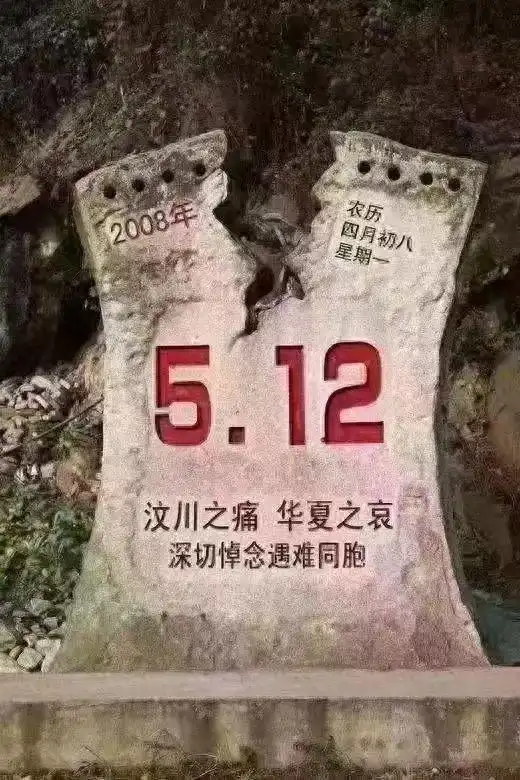 2008年
农历
四月初八
星期一
5.12
汶川之痛 华夏之哀
深切悼念遇难同胞